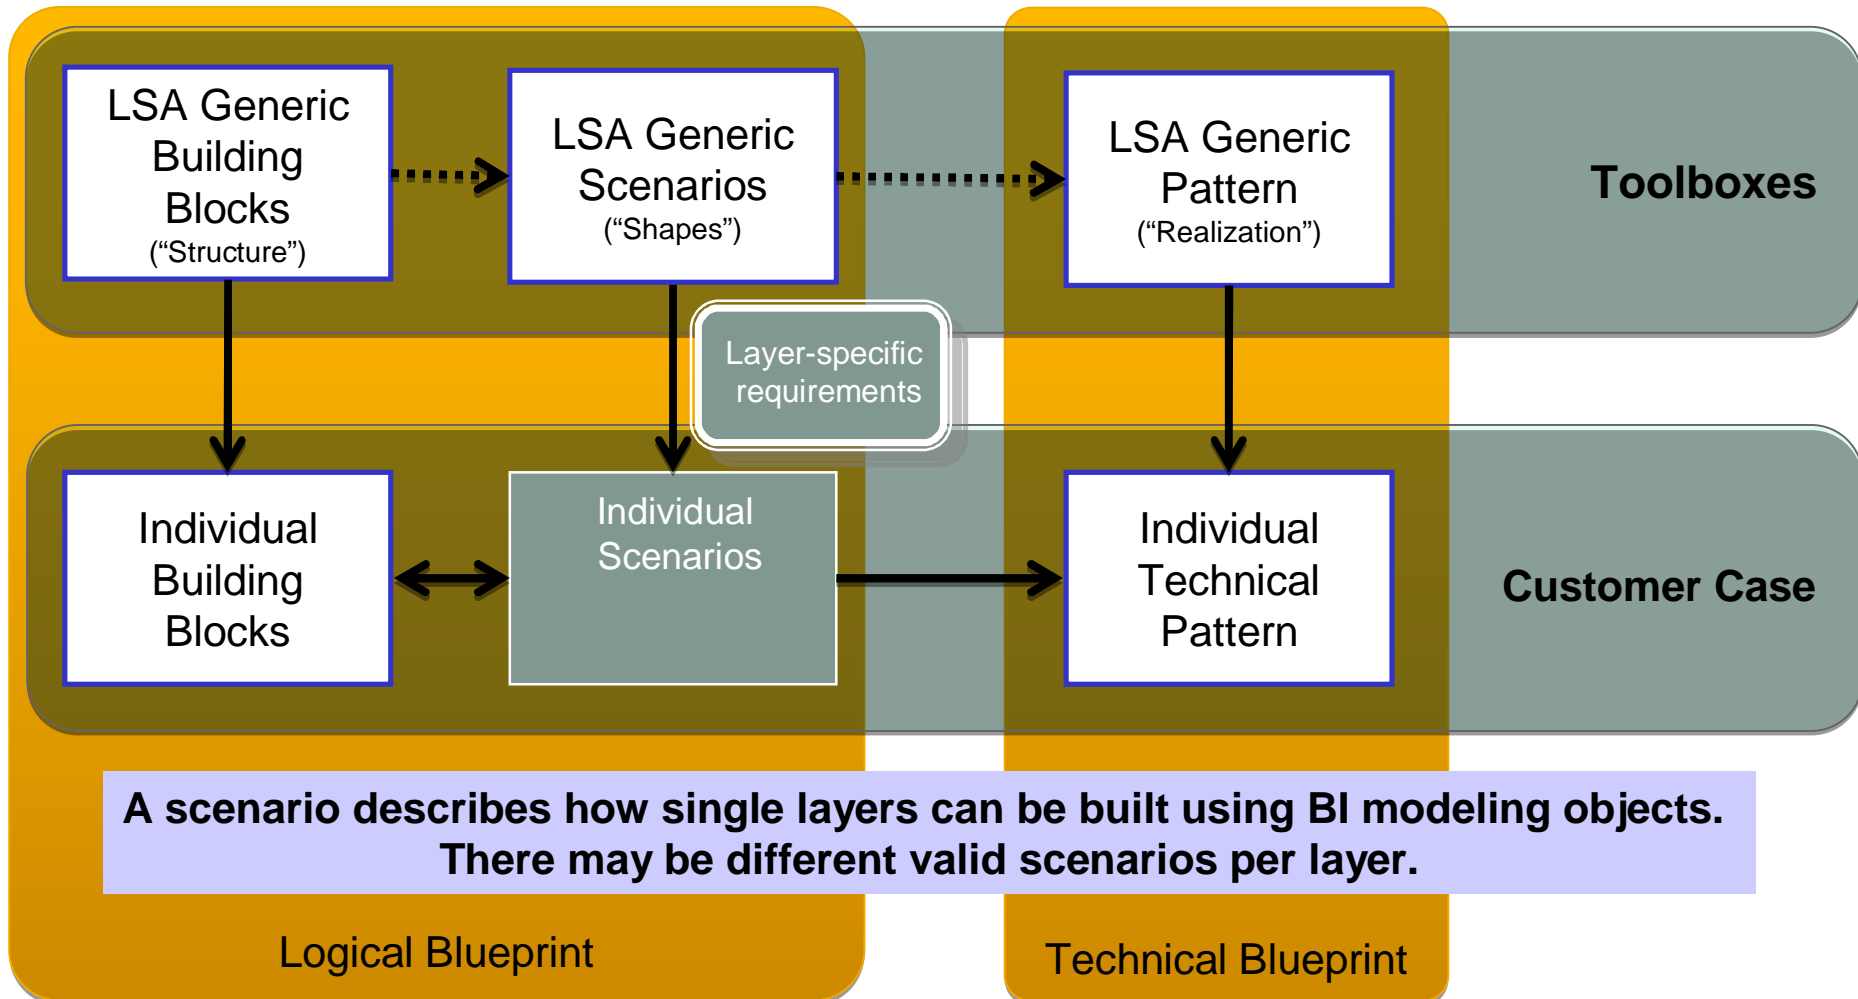 LSA Generic
Building
Blocks
(“Structure”)
LSA Generic
Scenarios
(“Shapes”)
LSA Generic
Pattern
(“Realization”)
Toolboxes
Layer-specific
requirements
Individual
Building
Blocks
Individual
Scenarios
Individual
Technical
Pattern
Customer Case
A scenario describes how single layers can be built using BI modeling objects.
There may be different valid scenarios per layer.
Logical Blueprint
Technical Blueprint